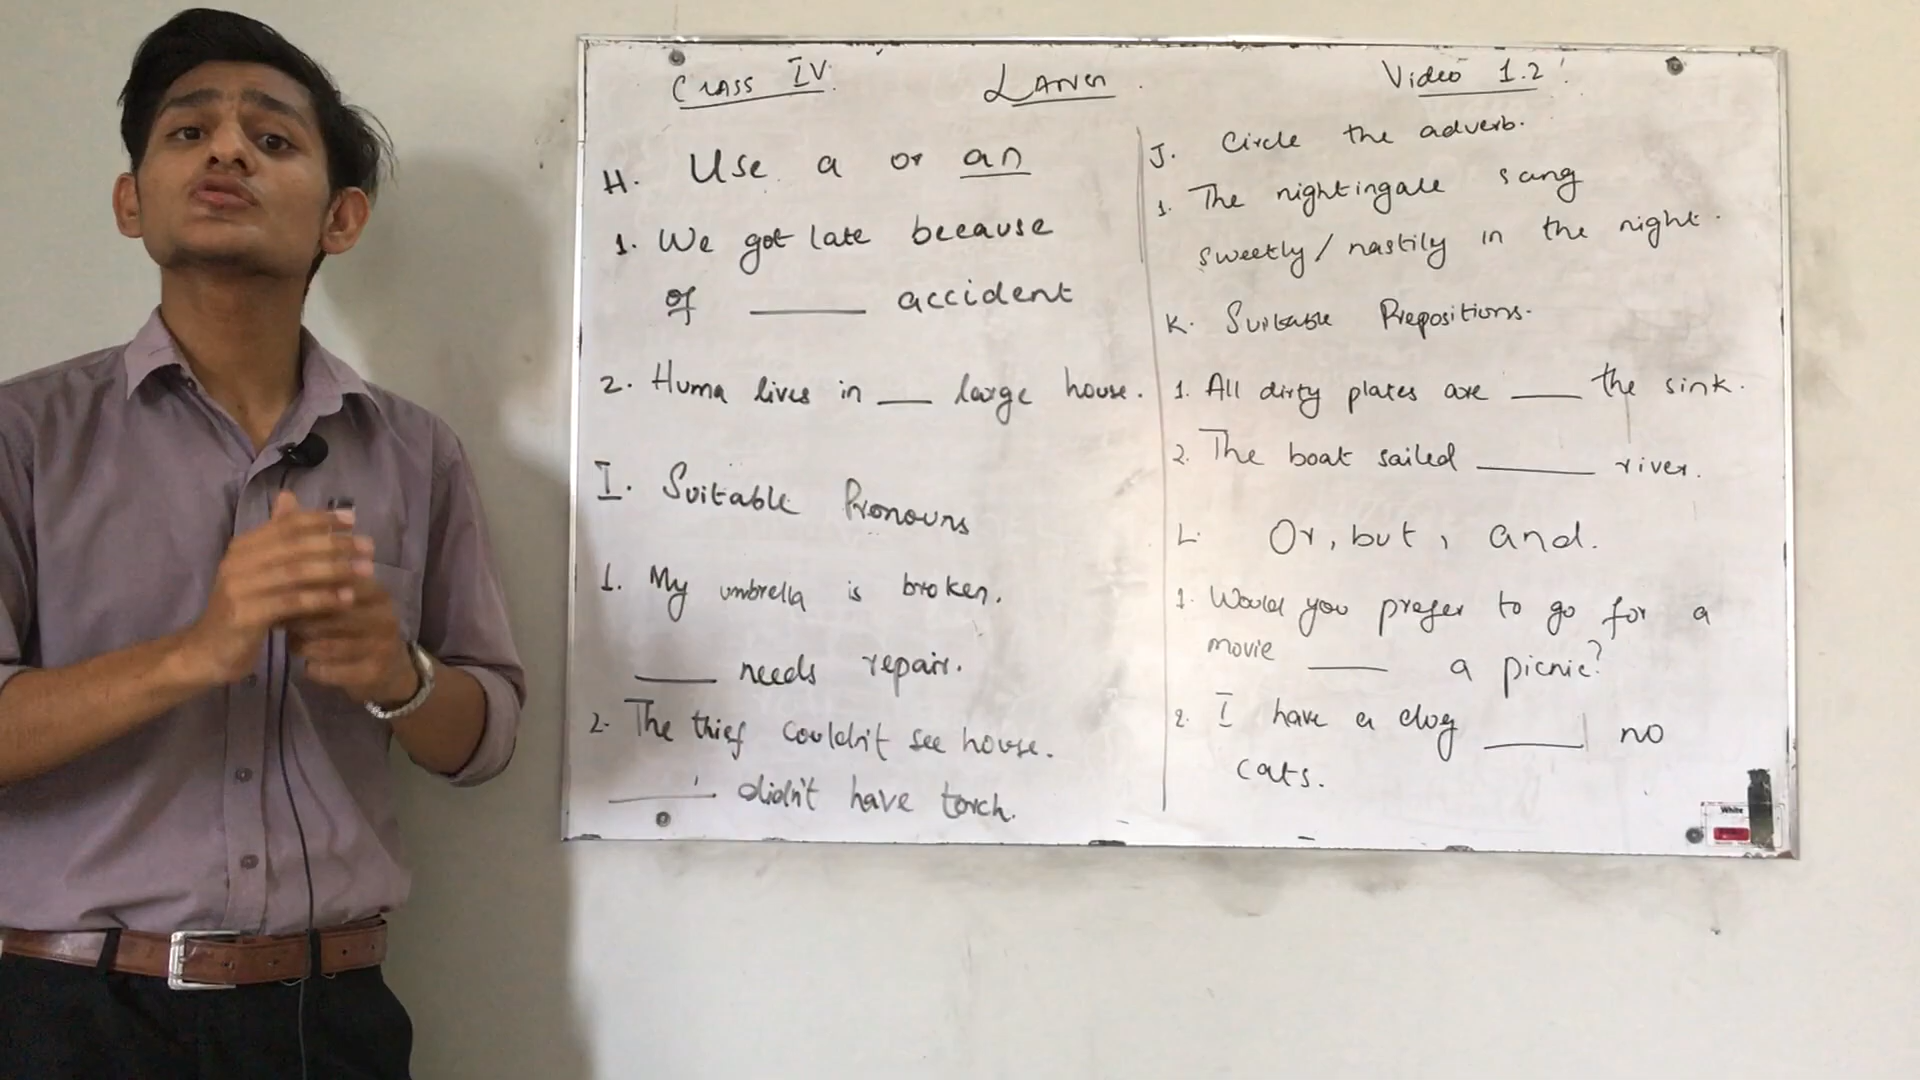 Class IV.
Video 1.2
H. Use a or an
1. We got late because
of ______ accident
2. Huma lives in ___ large house.
I. Suitable Pronouns
1. My umbrella is broken.
_____ needs repair.
2. The thief couldn't see house.
______ didn't have torch.
J. Circle the adverb.
1. The nightingale sang
sweetly/nastily in the night.
K. Suitable Prepositions.
1. All dirty plates are ____ the sink.
2. The boat sailed ______ river.
L. Or, but, and.
1. Would you prefer to go for a
movie ____ a picnic?
2. I have a dog _____ no
cats.
White